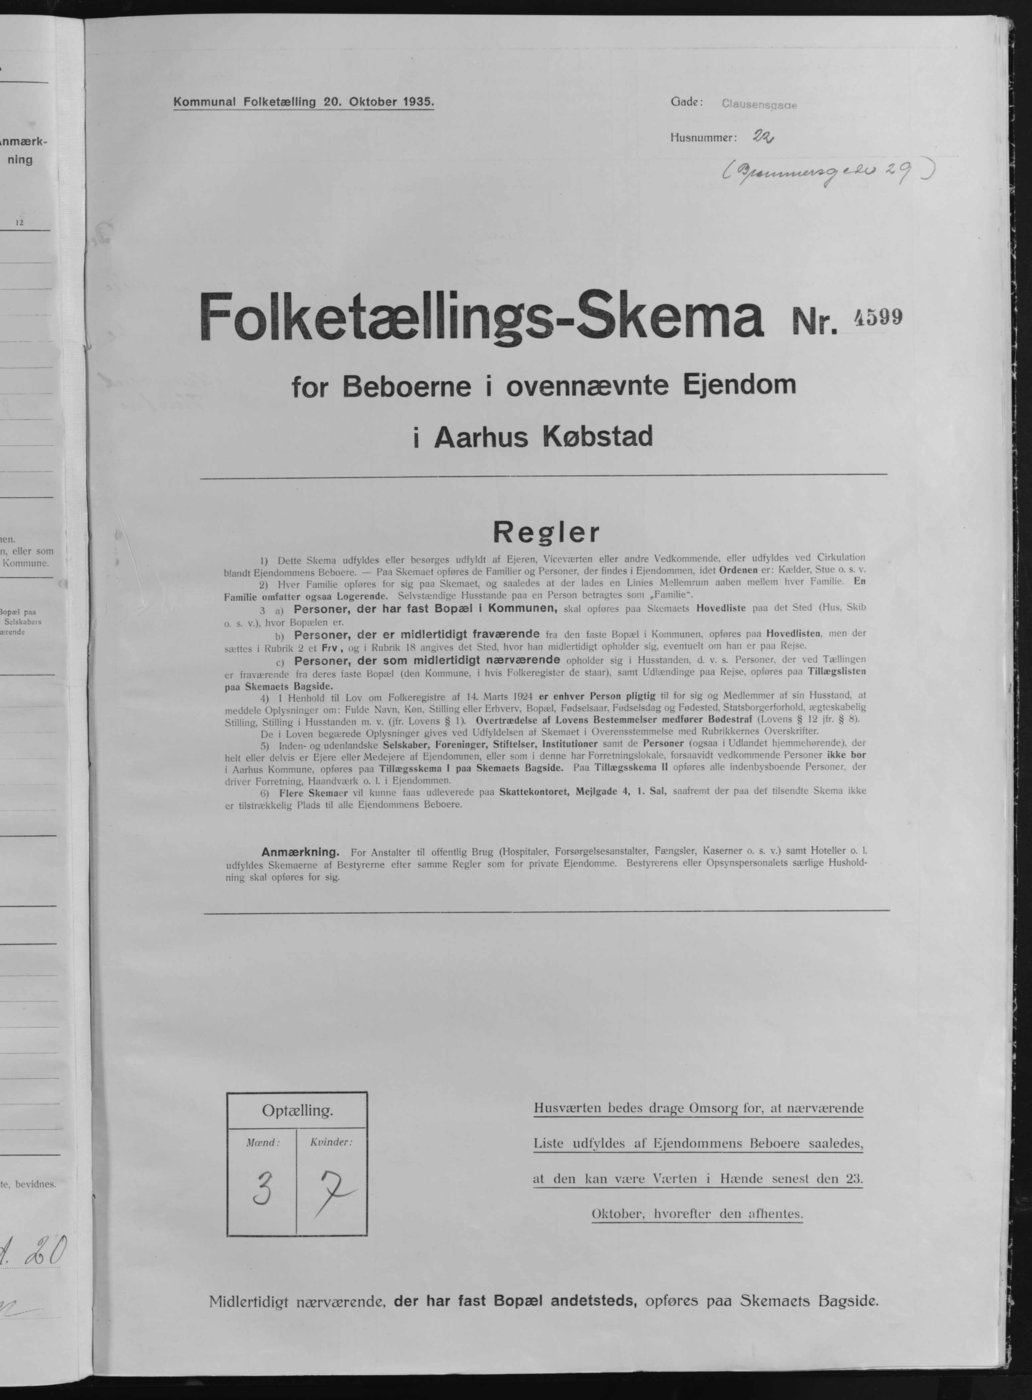 Anmærk-
ning
12
nen.
n, eller som
Kommune.
Bopæl paa
Selskabers
ærende
te, bevidnes.
20
Kommunal Folketælling 20. Oktober 1935.
Gade: Clausensgade
Husnummer: 22
(Brammersgade 29)
Folketællings-Skema Nr. 4599
for Beboerne i ovennævnte Ejendom
i Aarhus Købstad
Regler
1) Dette Skema udfyldes eller besørges udfyldt af Ejeren, Viceværten eller andre Vedkommende, eller udfyldes ved Cirkulation
blandt Ejendommens Beboere. — Paa Skemaet opføres de Familier og Personer, der findes i Ejendommen, idet Ordenen er: Kælder, Stue o. s. v.
2) Hver Familie opføres for sig paa Skemaet, og saaledes at der lades en Linies Mellemrum aaben mellem hver Familie. En
Familie omfatter ogsaa Logerende. Selvstændige Husstande paa en Person betragtes som „Familie“.
3 a) Personer, der har fast Bopæl i Kommunen, skal opføres paa Skemaets Hovedliste paa det Sted (Hus, Skib
o. s. v.), hvor Bopælen er.
b) Personer, der er midlertidigt fraværende fra den faste Bopæl i Kommunen, opføres paa Hovedlisten, men der
sættes i Rubrik 2 et Frv., og i Rubrik 18 angives det Sted, hvor han midlertidigt opholder sig, eventuelt om han er paa Rejse.
c) Personer, der som midlertidigt nærværende opholder sig i Husstanden, d. v. s. Personer, der ved Tællingen
er fraværende fra deres faste Bopæl (den Kommune, i hvis Folkeregister de staar), samt Udlændinge paa Rejse, opføres paa Tillægslisten
paa Skemaets Bagside.
4) I Henhold til Lov om Folkeregistre af 14. Marts 1924 er enhver Person pligtig til for sig og Medlemmer af sin Husstand, at
meddele Oplysninger om: Fulde Navn, Køn, Stilling eller Erhverv, Bopæl, Fødselsaar, Fødselsdag og Fødested, Statsborgerforhold, ægteskabelig
Stilling, Stilling i Husstanden m. v. (jfr. Lovens § 1). Overtrædelse af Lovens Bestemmelser medfører Bødestraf (Lovens § 12 jfr. § 8).
De i Loven begærede Oplysninger gives ved Udfyldelsen af Skemaet i Overensstemmelse med Rubrikkernes Overskrifter.
5) Inden- og udenlandske Selskaber, Foreninger, Stiftelser, Institutioner samt de Personer (ogsaa i Udlandet hjemmehørende), der
helt eller delvis er Ejere eller Medejere af Ejendommen, eller som i denne har Forretningslokale, forsaavidt vedkommende Personer ikke bor
i Aarhus Kommune, opføres paa Tillægsskema I paa Skemaets Bagside. Paa Tillægsskema II opføres alle indenbysboende Personer, der
driver Forretning, Haandværk o. l. i Ejendommen.
6) Flere Skemaer vil kunne faas udleverede paa Skattekontoret, Mejlgade 4, 1. Sal, saafremt der paa det tilsendte Skema ikke
er tilstrækkelig Plads til alle Ejendommens Beboere.
Anmærkning. For Anstalter til offentlig Brug (Hospitaler, Forsørgelsesanstalter, Fængsler, Kaserner o. s. v.) samt Hoteller o. l.
udfyldes Skemaerne af Bestyrerne efter samme Regler som for private Ejendomme. Bestyrerens eller Opsynspersonalets særlige Hushold-
ning skal opføres for sig.
Optælling.
Mænd: Kvinder:
3 7
Husværten bedes drage Omsorg for, at nærværende
Liste udfyldes af Ejendommens Beboere saaledes,
at den kan være Værten i Hænde senest den 23.
Oktober, hvorefter den afhentes.
Midlertidigt nærværende, der har fast Bopæl andetsteds, opføres paa Skemaets Bagside.